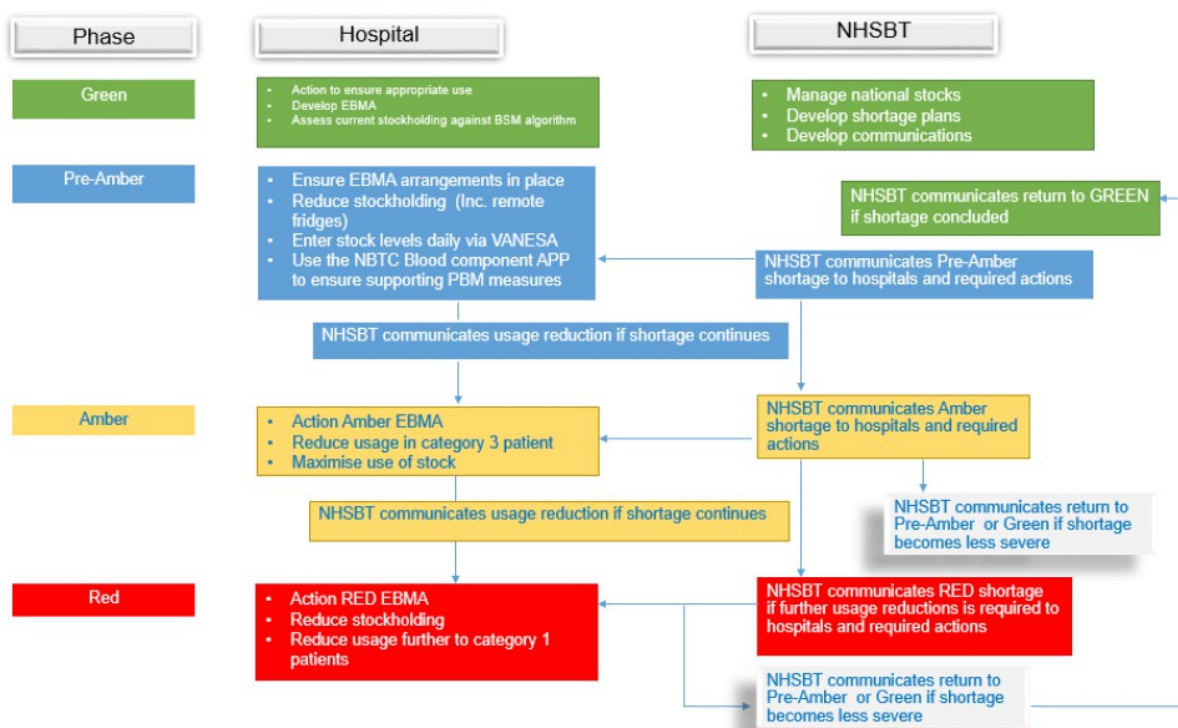 Phase
Hospital
NHSBT
Green
• Action to ensure appropriate use
• Develop EBMA
• Assess current stockholding against BSM algorithm
• Manage national stocks
• Develop shortage plans
• Develop communications
Pre-Amber
• Ensure EBMA arrangements in place
• Reduce stockholding (Inc. remote
fridges)
• Enter stock levels daily via VANESA
• Use the NBTC Blood component APP
to ensure supporting PBM measures
NHSBT communicates return to GREEN
if shortage concluded
NHSBT communicates Pre-Amber
shortage to hospitals and required actions
NHSBT communicates usage reduction if shortage continues
Amber
• Action Amber EBMA
• Reduce usage in category 3 patient
• Maximise use of stock
NHSBT communicates Amber
shortage to hospitals and required
actions
NHSBT communicates usage reduction if shortage continues
NHSBT communicates return to
Pre-Amber or Green if shortage
becomes less severe
Red
• Action RED EBMA
• Reduce stockholding
• Reduce usage further to category 1
patients
NHSBT communicates RED shortage
if further usage reductions is required to
hospitals and required actions
NHSBT communicates return to
Pre-Amber or Green if shortage
becomes less severe